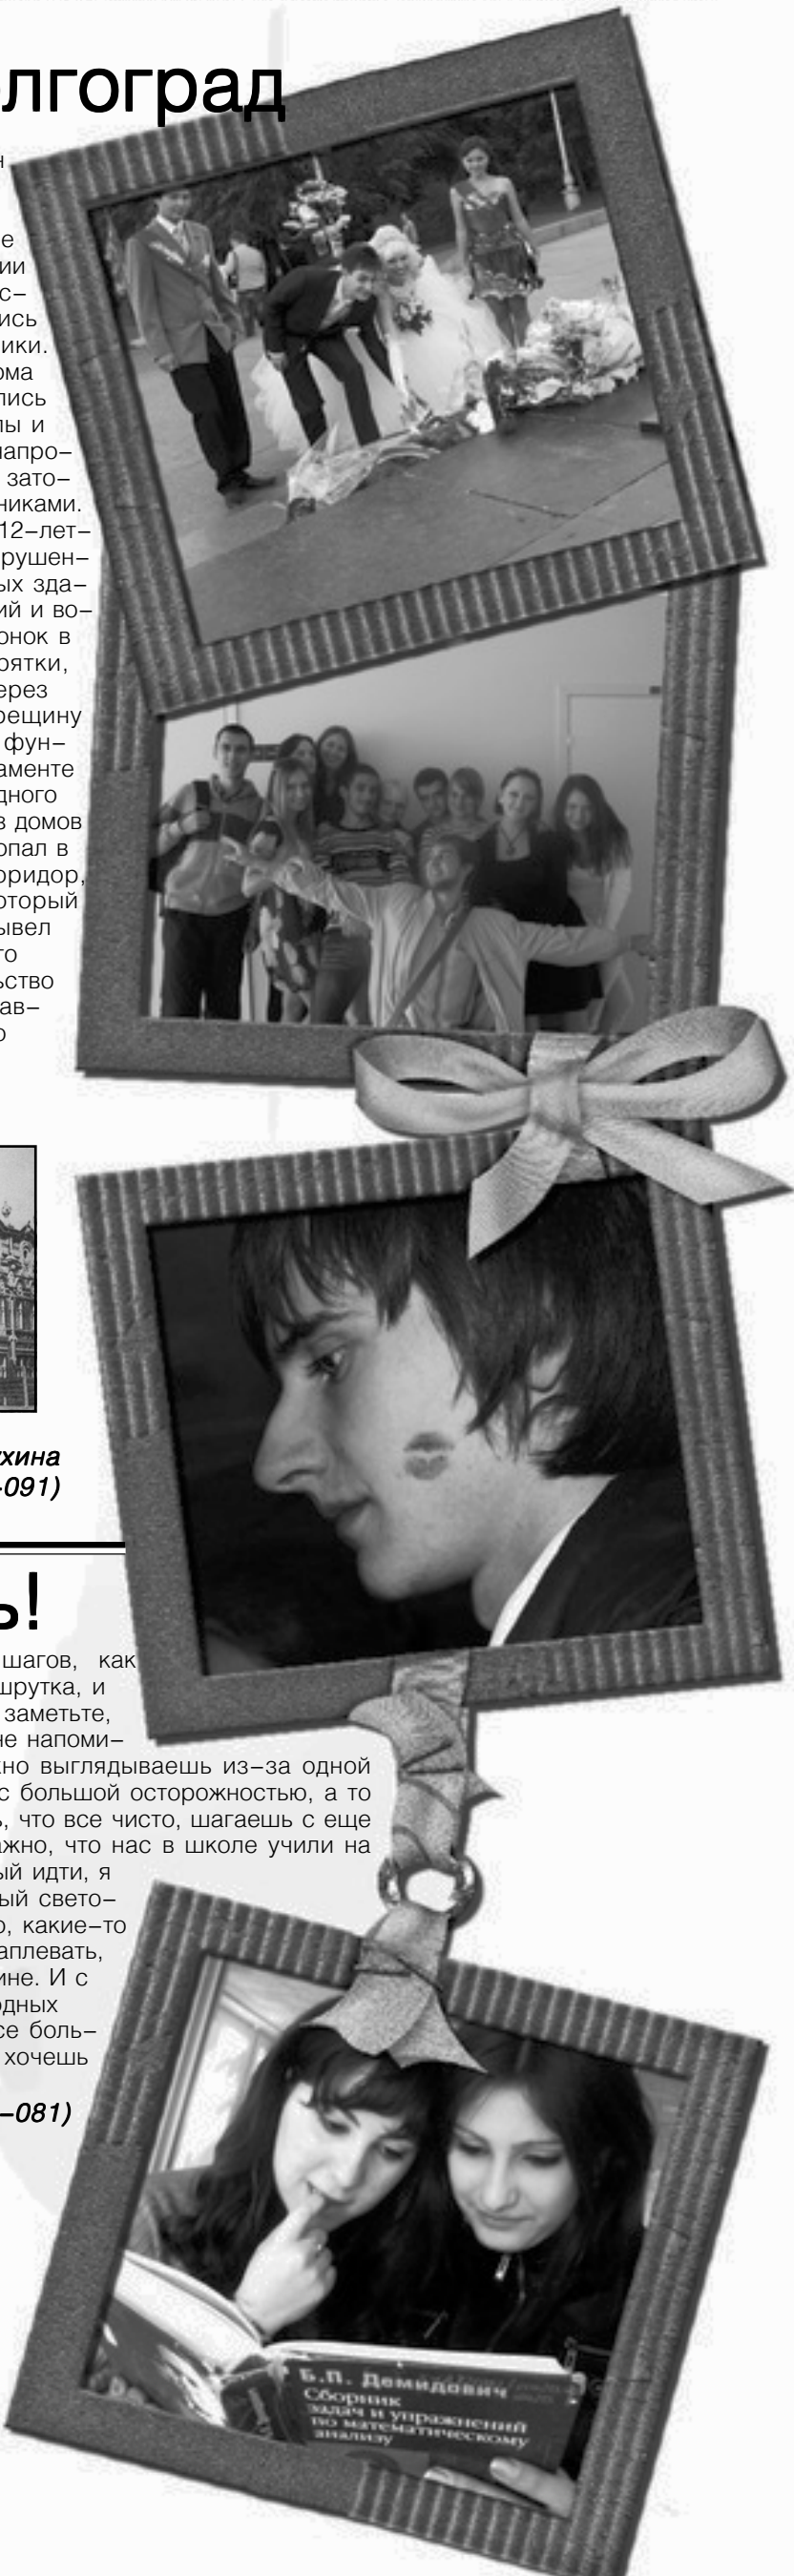 лгоград
н
е
ии
с-
ись
ики.
ома
лись
лы и
напро-
зато-
никами.
12-лет-
рушен-
ых зда-
ий и во-
онок в
рятки,
ерез
рещину
фун-
аменте
дного
з домов
опал в
оридор,
оторый
ывел
го
ьство
ав-
о
хина
-091)
ь!
шагов, как
шрутка, и
заметьте,
не напоми-
но выглядываешь из-за одной
с большой осторожностью, а то
ь, что все чисто, шагаешь с еще
ажно, что нас в школе учили на
ый идти, я
ый свето-
о, какие-то
аплевать,
ине. И с
одных
се боль-
хочешь
-081)
Б.П. Демидович
Сборник
задач и упражнений
по математическому
анализу